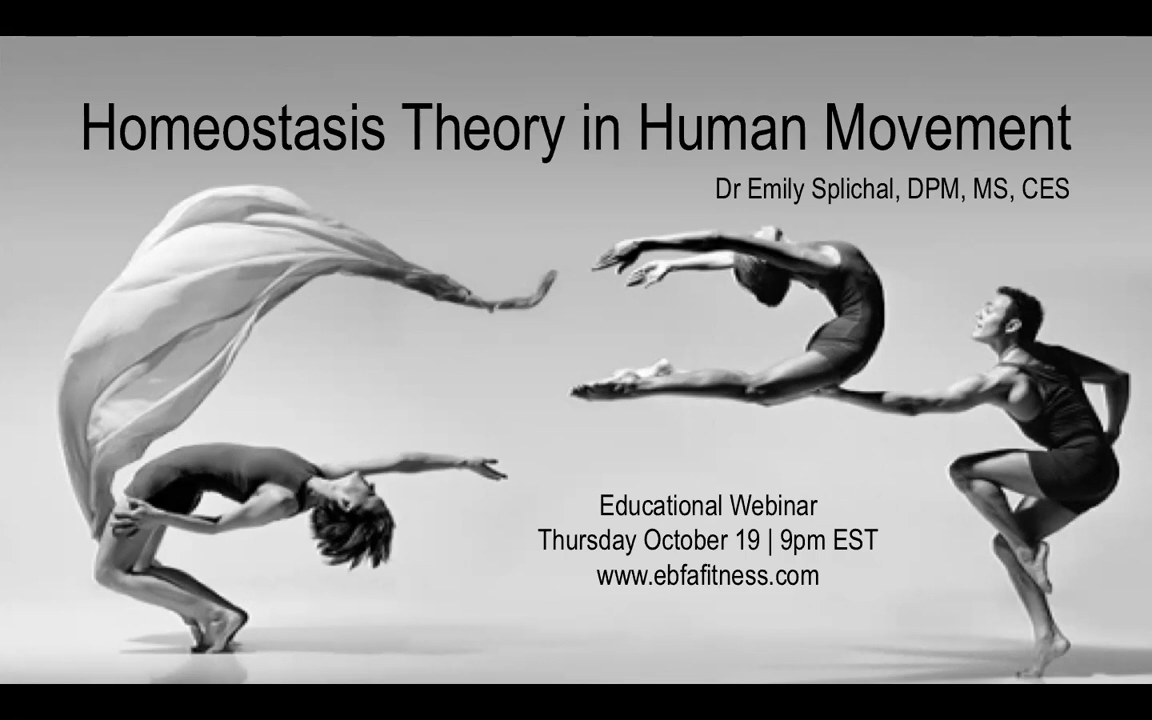 Homeostasis Theory in Human Movement
Dr Emily Splichal, DPM, MS, CES
Educational Webinar
Thursday October 19 | 9pm EST
www.ebfafitness.com